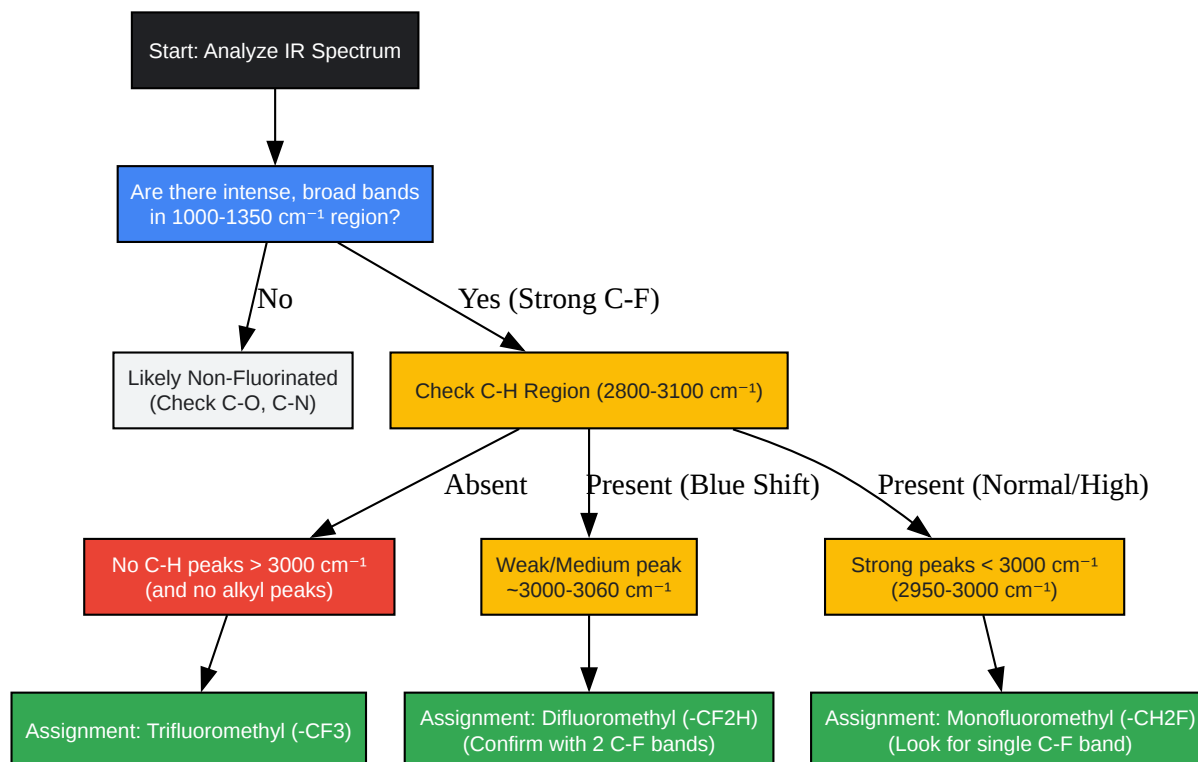 Start: Analyze IR Spectrum
Are there intense, broad bands
in 1000-1350 cm⁻¹ region?
No
Yes (Strong C-F)
Likely Non-Fluorinated
(Check C-O, C-N)
Check C-H Region (2800-3100 cm⁻¹)
Absent
Present (Blue Shift)
Present (Normal/High)
No C-H peaks > 3000 cm⁻¹
(and no alkyl peaks)
Weak/Medium peak
~3000-3060 cm⁻¹
Strong peaks < 3000 cm⁻¹
(2950-3000 cm⁻¹)
Assignment: Trifluoromethyl (-CF3)
Assignment: Difluoromethyl (-CF2H)
(Confirm with 2 C-F bands)
Assignment: Monofluoromethyl (-CH2F)
(Look for single C-F band)